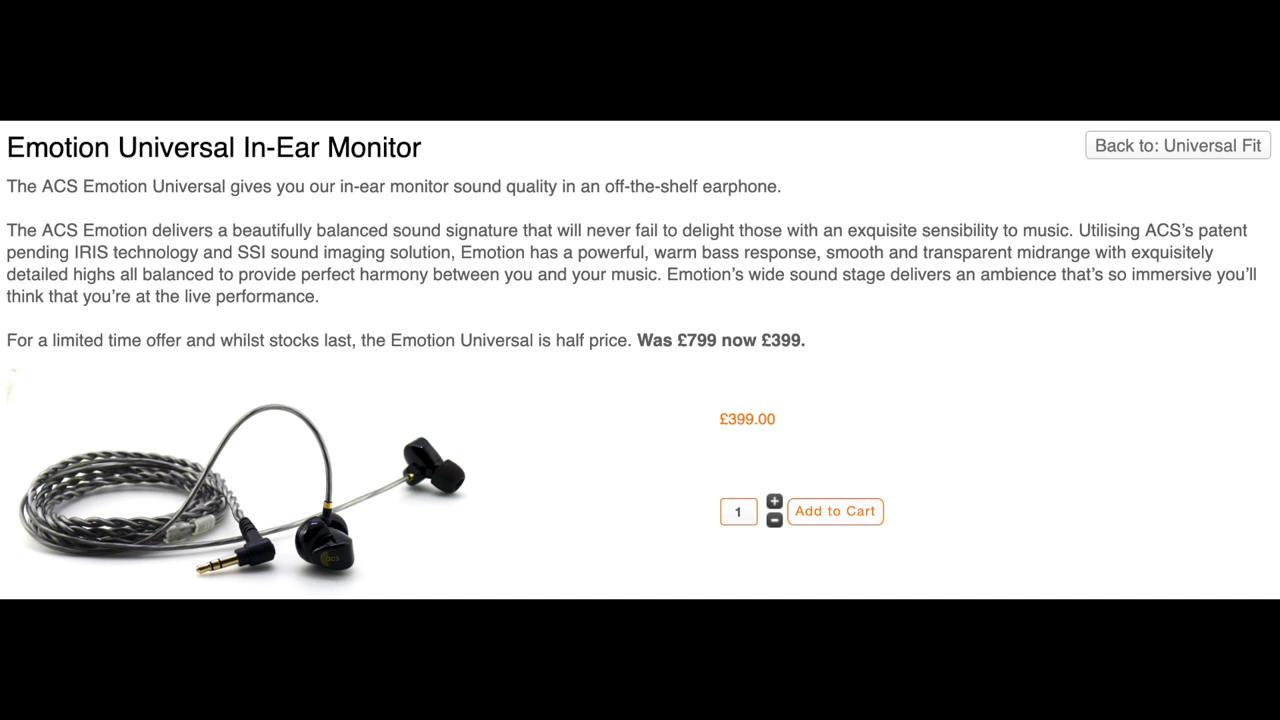 Emotion Universal In-Ear Monitor
Back to: Universal Fit
The ACS Emotion Universal gives you our in-ear monitor sound quality in an off-the-shelf earphone.
The ACS Emotion delivers a beautifully balanced sound signature that will never fail to delight those with an exquisite sensibility to music. Utilising ACS’s patent
pending IRIS technology and SSI sound imaging solution, Emotion has a powerful, warm bass response, smooth and transparent midrange with exquisitely
detailed highs all balanced to provide perfect harmony between you and your music. Emotion’s wide sound stage delivers an ambience that’s so immersive you’ll
think that you’re at the live performance.
For a limited time offer and whilst stocks last, the Emotion Universal is half price. Was £799 now £399.
£399.00
1
Add to Cart
acs